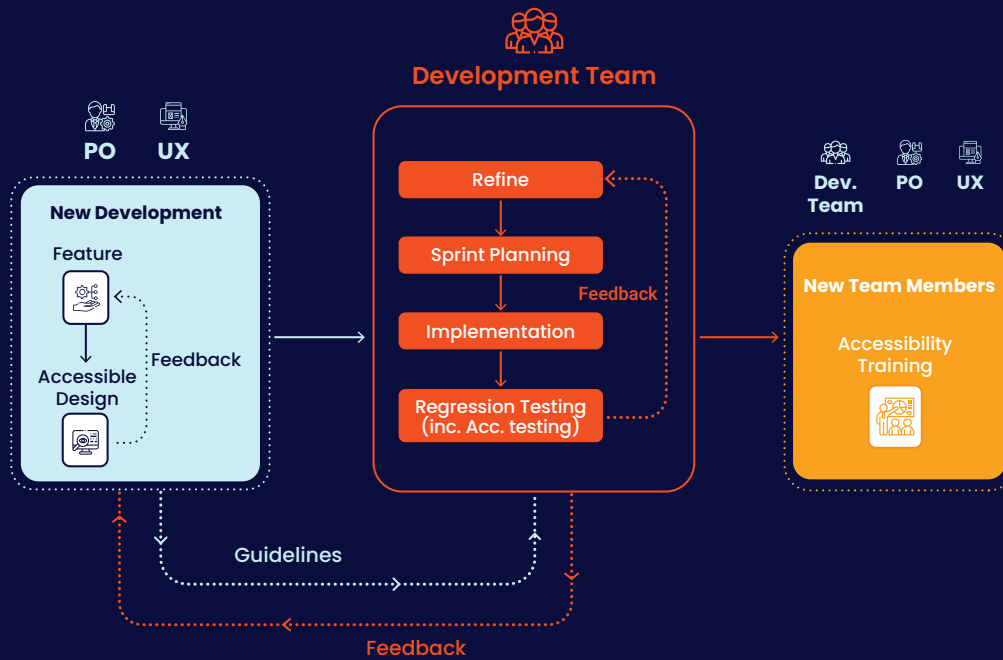 Development Team
PO
UX
New Development
Feature
Feedback
Accessible
Design
Refine
Sprint Planning
Feedback
Implementation
Regression Testing
(inc. Acc. testing)
Dev.
Team
PO
UX
New Team Members
Accessibility
Training
Guidelines
Feedback